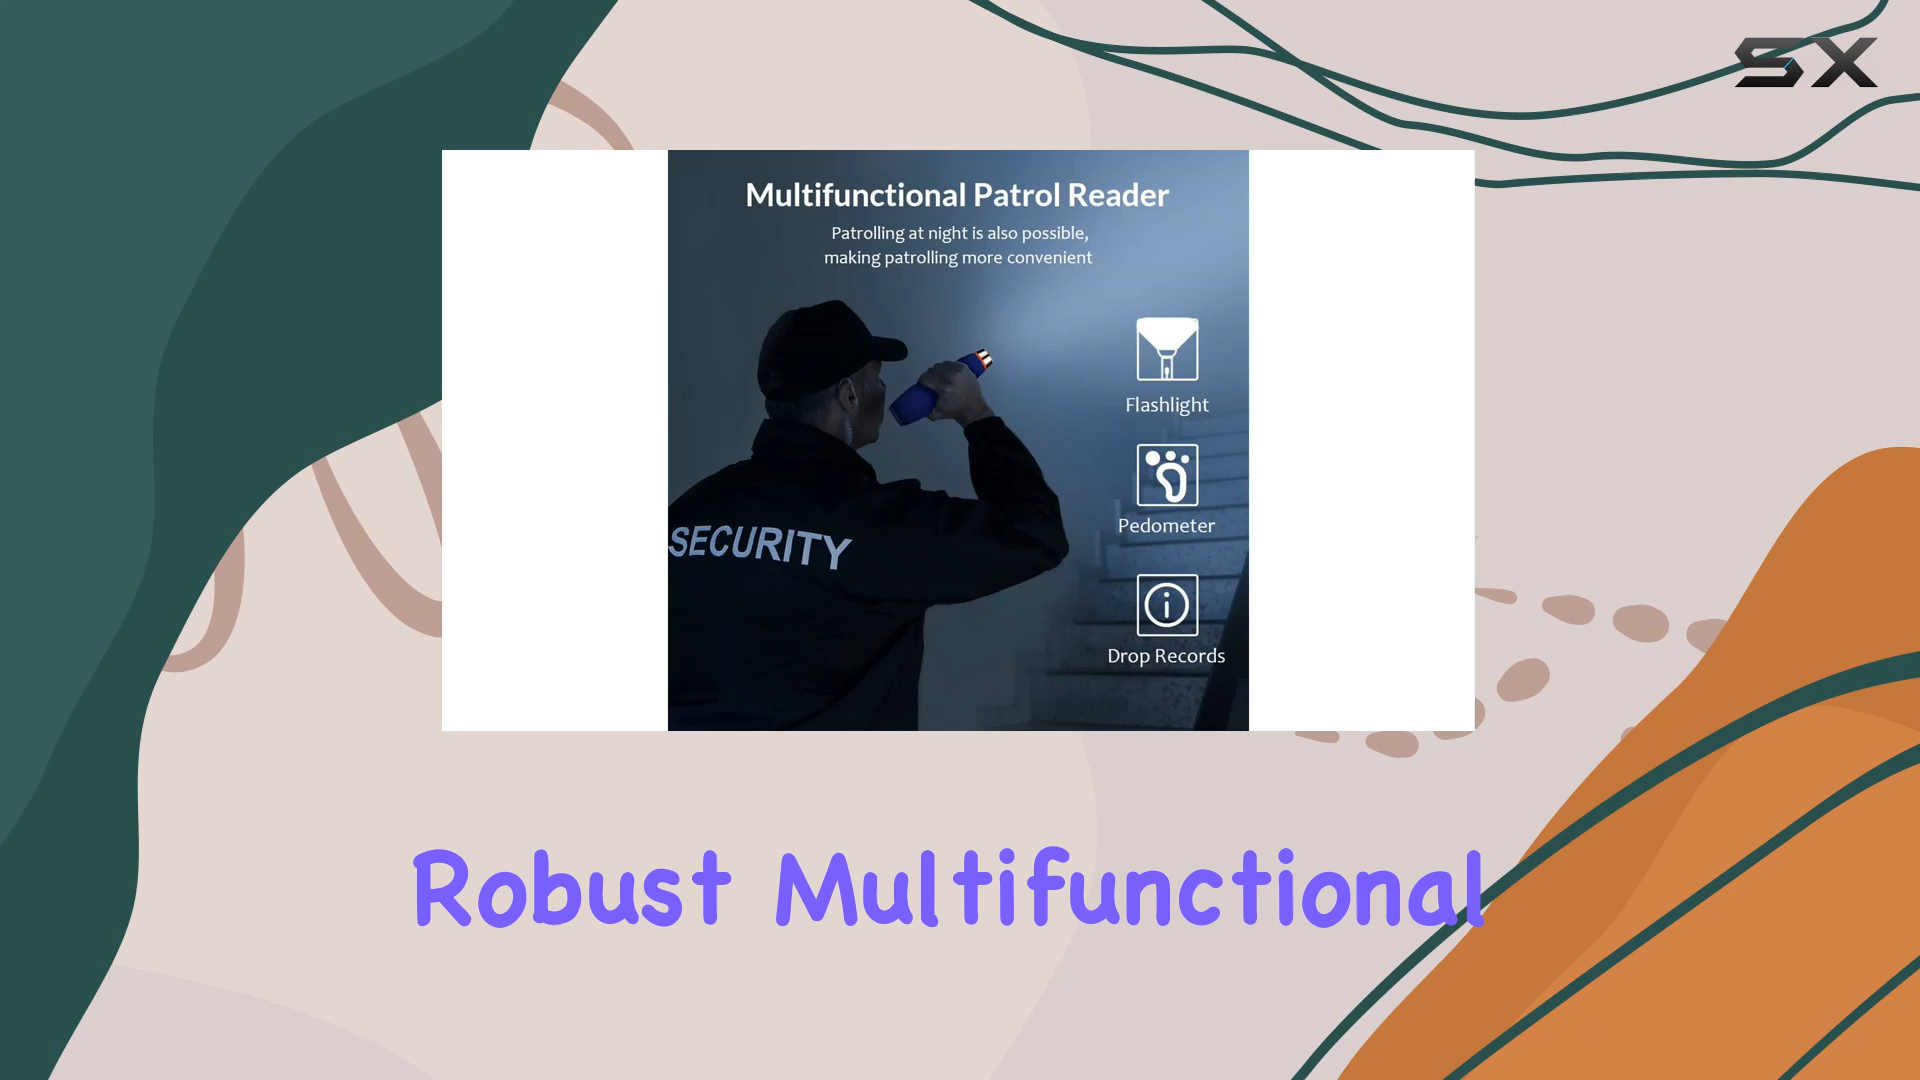 SX
Multifunctional Patrol Reader
Patrolling at night is also possible,
making patrolling more convenient
Flashlight
Pedometer
SECURITY
Drop Records
Robust Multifunctional